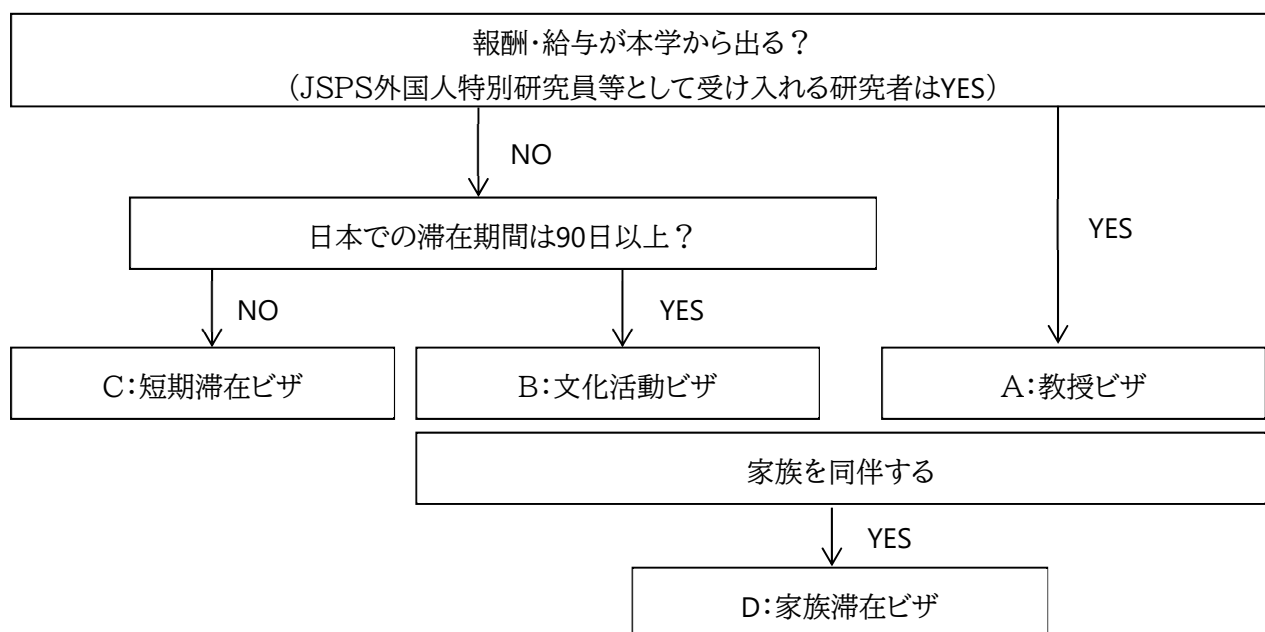 報酬・給与が本学から出る？
（JSPS外国人特別研究員等として受け入れる研究者はYES）
NO
日本での滞在期間は90日以上？
YES
NO
YES
C：短期滞在ビザ
B：文化活動ビザ
A：教授ビザ
家族を同伴する
YES
D：家族滞在ビザ